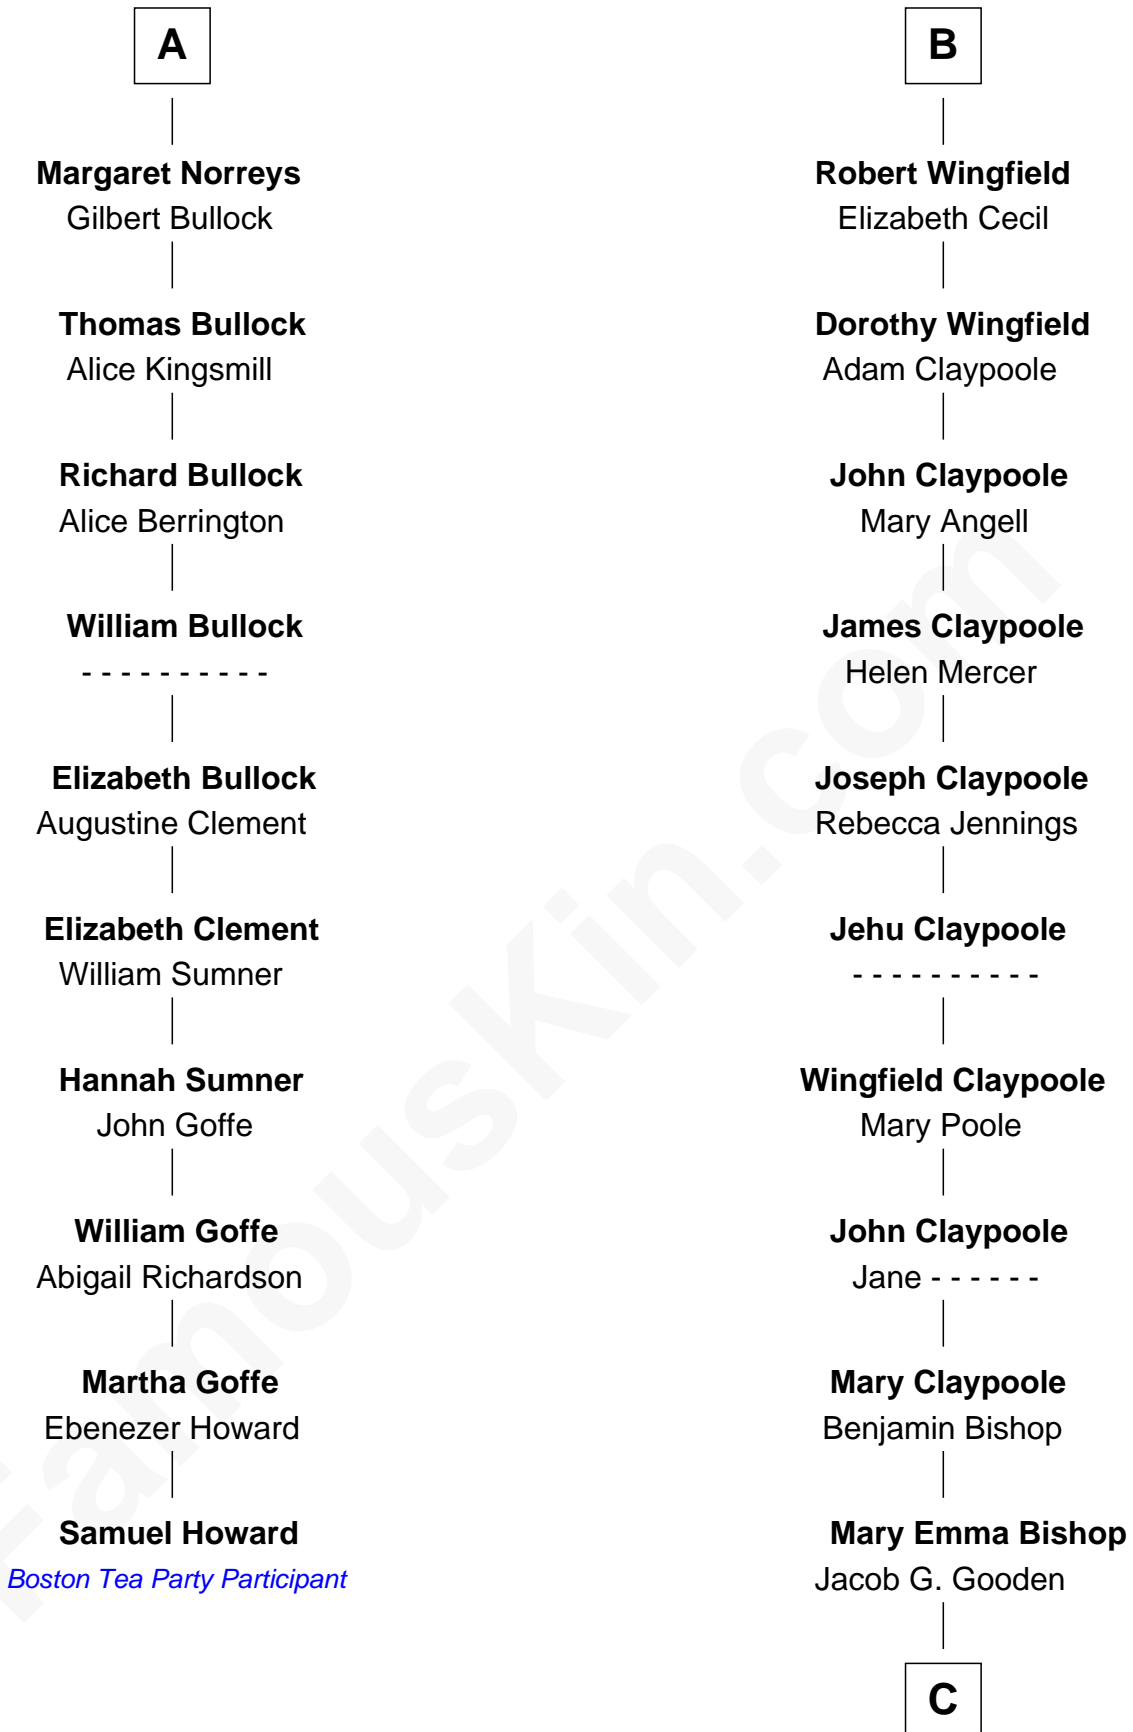 A
Margaret Norreys
Gilbert Bullock
Thomas Bullock
Alice Kingsmill
Richard Bullock
Alice Berrington
William Bullock
- - - - - - - - - -
Elizabeth Bullock
Augustine Clement
Elizabeth Clement
William Sumner
Hannah Sumner
John Goffe
William Goffe
Abigail Richardson
Martha Goffe
Ebenezer Howard
Samuel Howard
Boston Tea Party Participant
B
Robert Wingfield
Elizabeth Cecil
Dorothy Wingfield
Adam Claypoole
John Claypoole
Mary Angell
James Claypoole
Helen Mercer
Joseph Claypoole
Rebecca Jennings
Jehu Claypoole
- - - - - - - - - -
Wingfield Claypoole
Mary Poole
John Claypoole
Jane - - - - - -
Mary Claypoole
Benjamin Bishop
Mary Emma Bishop
Jacob G. Gooden
C
FamousKin.com